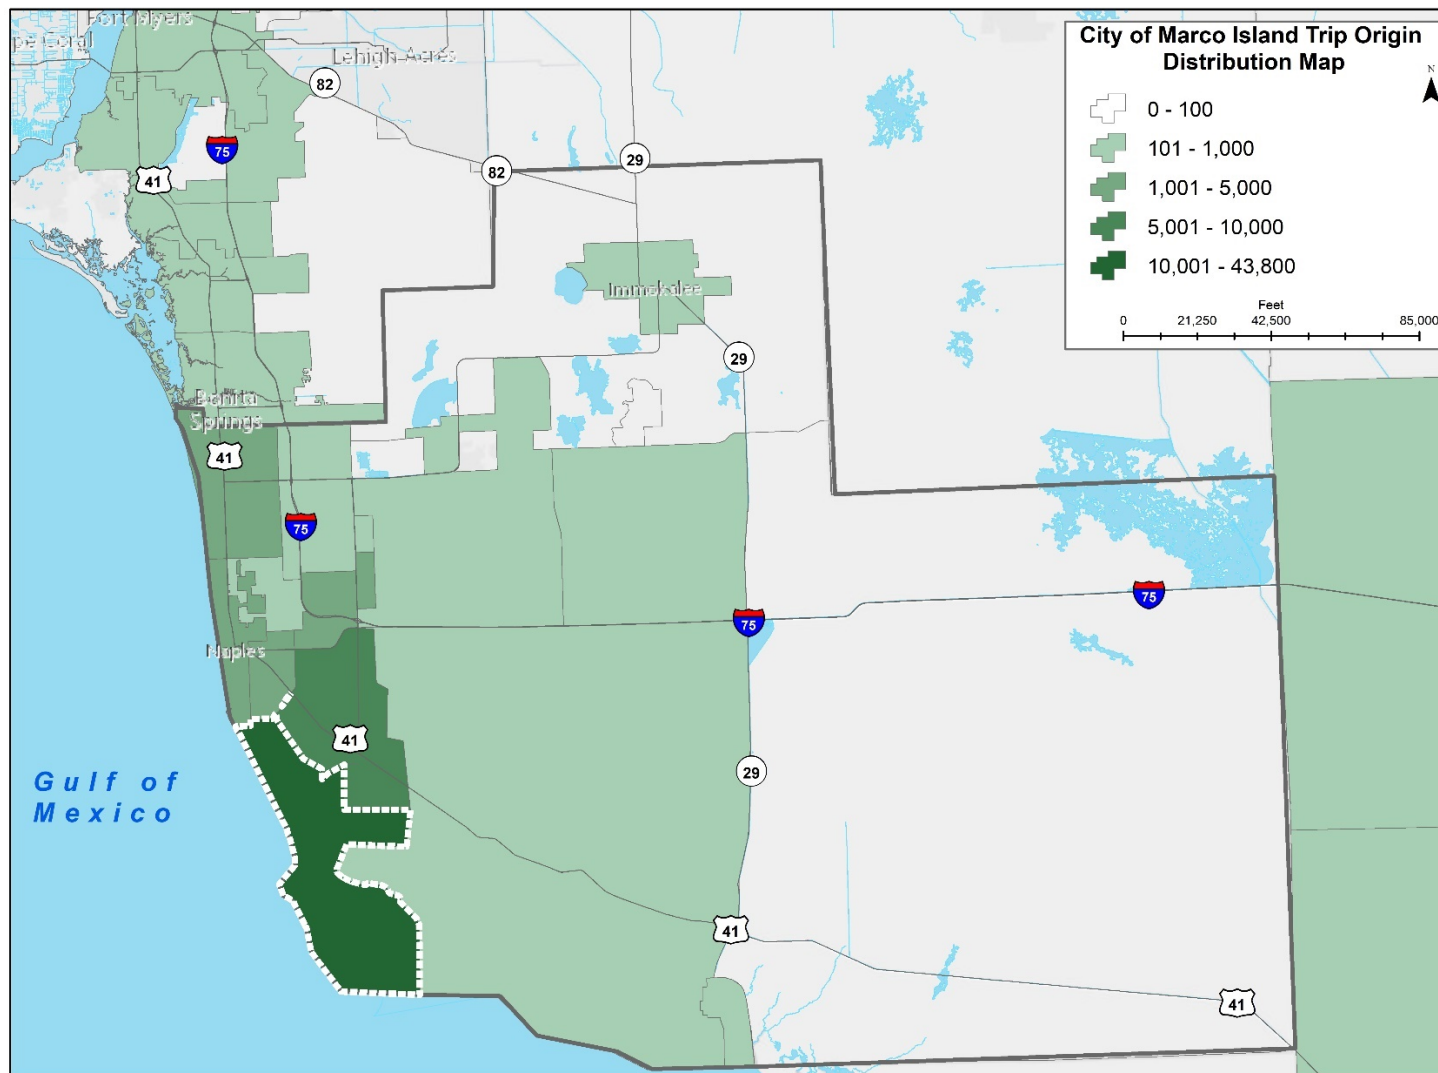 City of Marco Island Trip Origin
Distribution Map
N
0 - 100
101 - 1,000
1,001 - 5,000
5,001 - 10,000
10,001 - 43,800
Feet
0 21,250 42,500 85,000
Fort Myers
pe Coral
Lehigh Acres
82
75
41
82
29
Immokalee
29
Bonita
Springs
41
75
75
75
Naples
41
29
Gulf of
Mexico
41
41